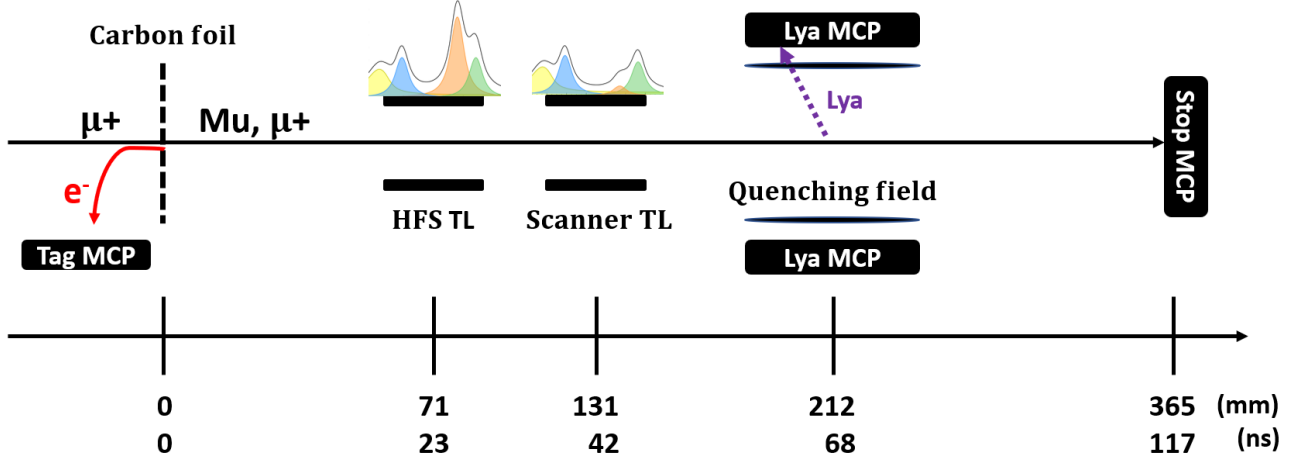 Carbon foil
Lya MCP
μ+
Mu, μ+
Lya
Stop MCP
e-
HFS TL
Scanner TL
Quenching field
Tag MCP
Lya MCP
0 71 131 212 365 (mm)
0 23 42 68 117 (ns)